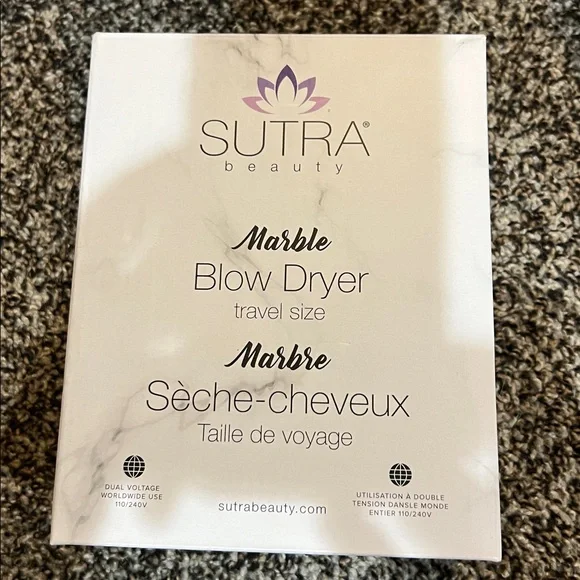 SUTRA®
beauty
Marble
Blow Dryer
travel size
Marbre
Sèche-cheveux
Taille de voyage
DUAL VOLTAGE
WORLDWIDE USE
110/240V
sutrabeauty.com
UTILISATION À DOUBLE
TENSION DANSLE MONDE
ENTIER 110/240V